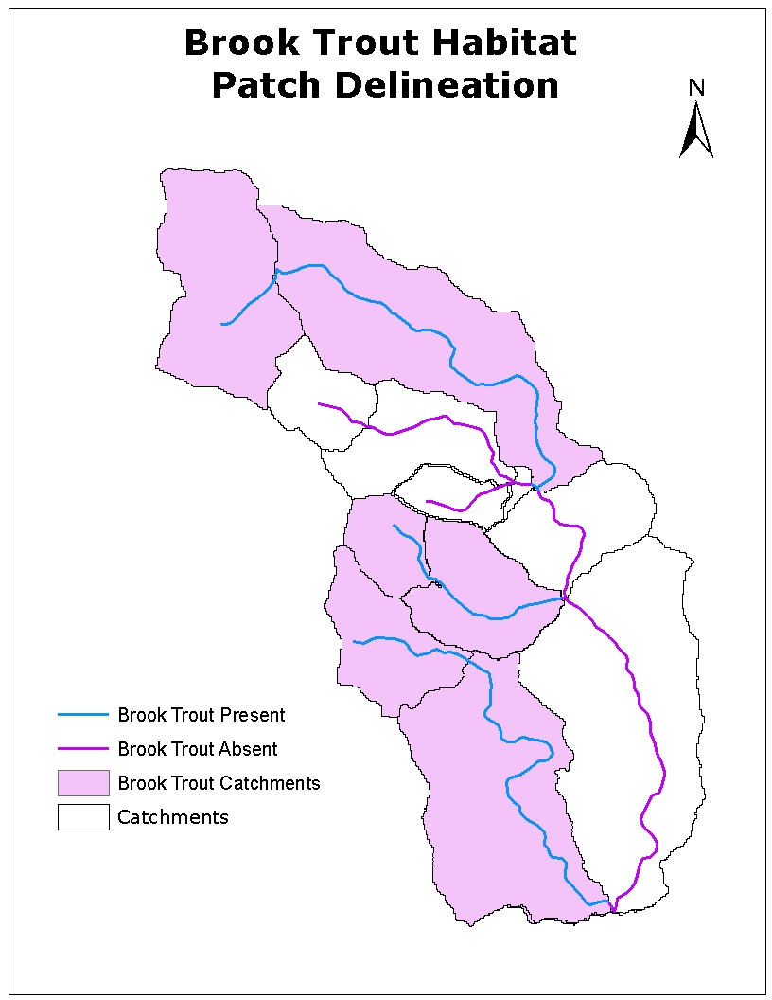 Brook Trout Habitat
Patch Delineation
N
Brook Trout Present
Brook Trout Absent
Brook Trout Catchments
Catchments